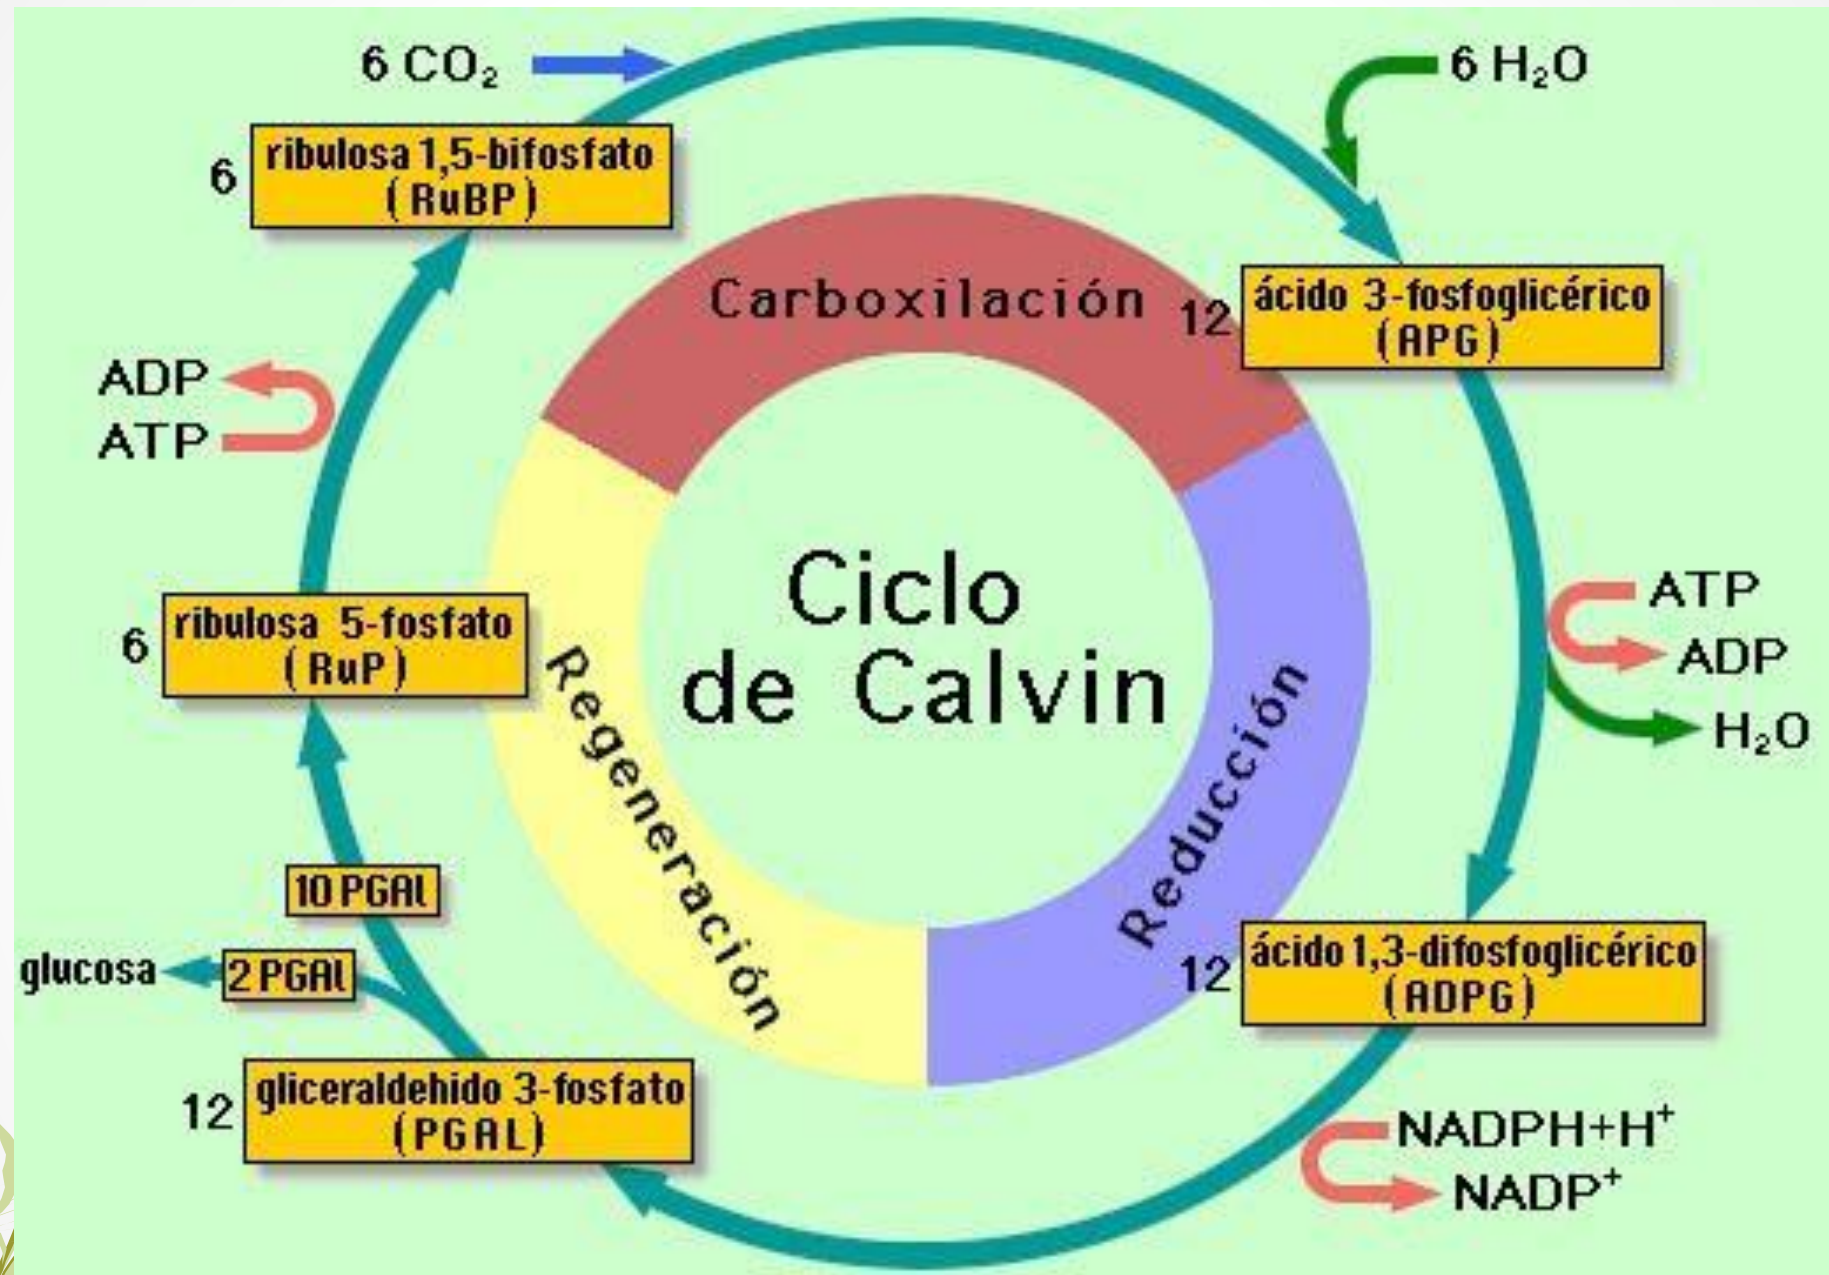 6 CO₂
6 H₂O
6
ribulosa 1,5-bifosfato
(RuBP)
Carboxilación
12
ácido 3-fosfoglicérico
(APG)
ADP
ATP
Ciclo
de Calvin
ATP
ADP
H₂O
6
ribulosa 5-fosfato
(RuP)
Regeneración
Reducción
10 PGAl
glucosa
2 PGAl
12
ácido 1,3-difosfoglicérico
(ADPG)
12
gliceraldehido 3-fosfato
(PGAL)
NADPH+H⁺
NADP⁺